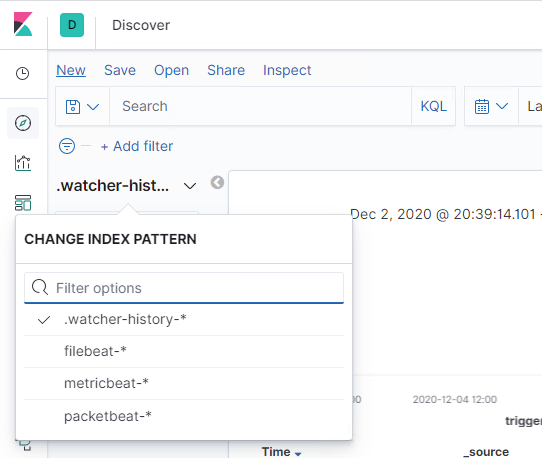 D Discover
New Save Open Share Inspect
Search KQL La
+ Add filter
.watcher-hist...
Dec 2, 2020 @ 20:39:14.101 -
CHANGE INDEX PATTERN
Filter options
.watcher-history-*
filebeat-*
metricbeat-*
packetbeat-*
:00 2020-12-04 12:00
trigger
Time _source